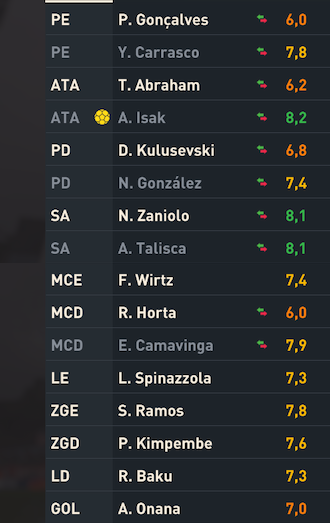 PE P. Gonçalves 6,0
PE Y. Carrasco 7,8
ATA T. Abraham 6,2
ATA A. Isak 8,2
PD D. Kulusevski 6,8
PD N. González 7,4
SA N. Zaniolo 8,1
SA A. Talisca 8,1
MCE F. Wirtz 7,4
MCD R. Horta 6,0
MCD E. Camavinga 7,9
LE L. Spinazzola 7,3
ZGE S. Ramos 7,8
ZGD P. Kimpembe 7,6
LD R. Baku 7,3
GOL A. Onana 7,0